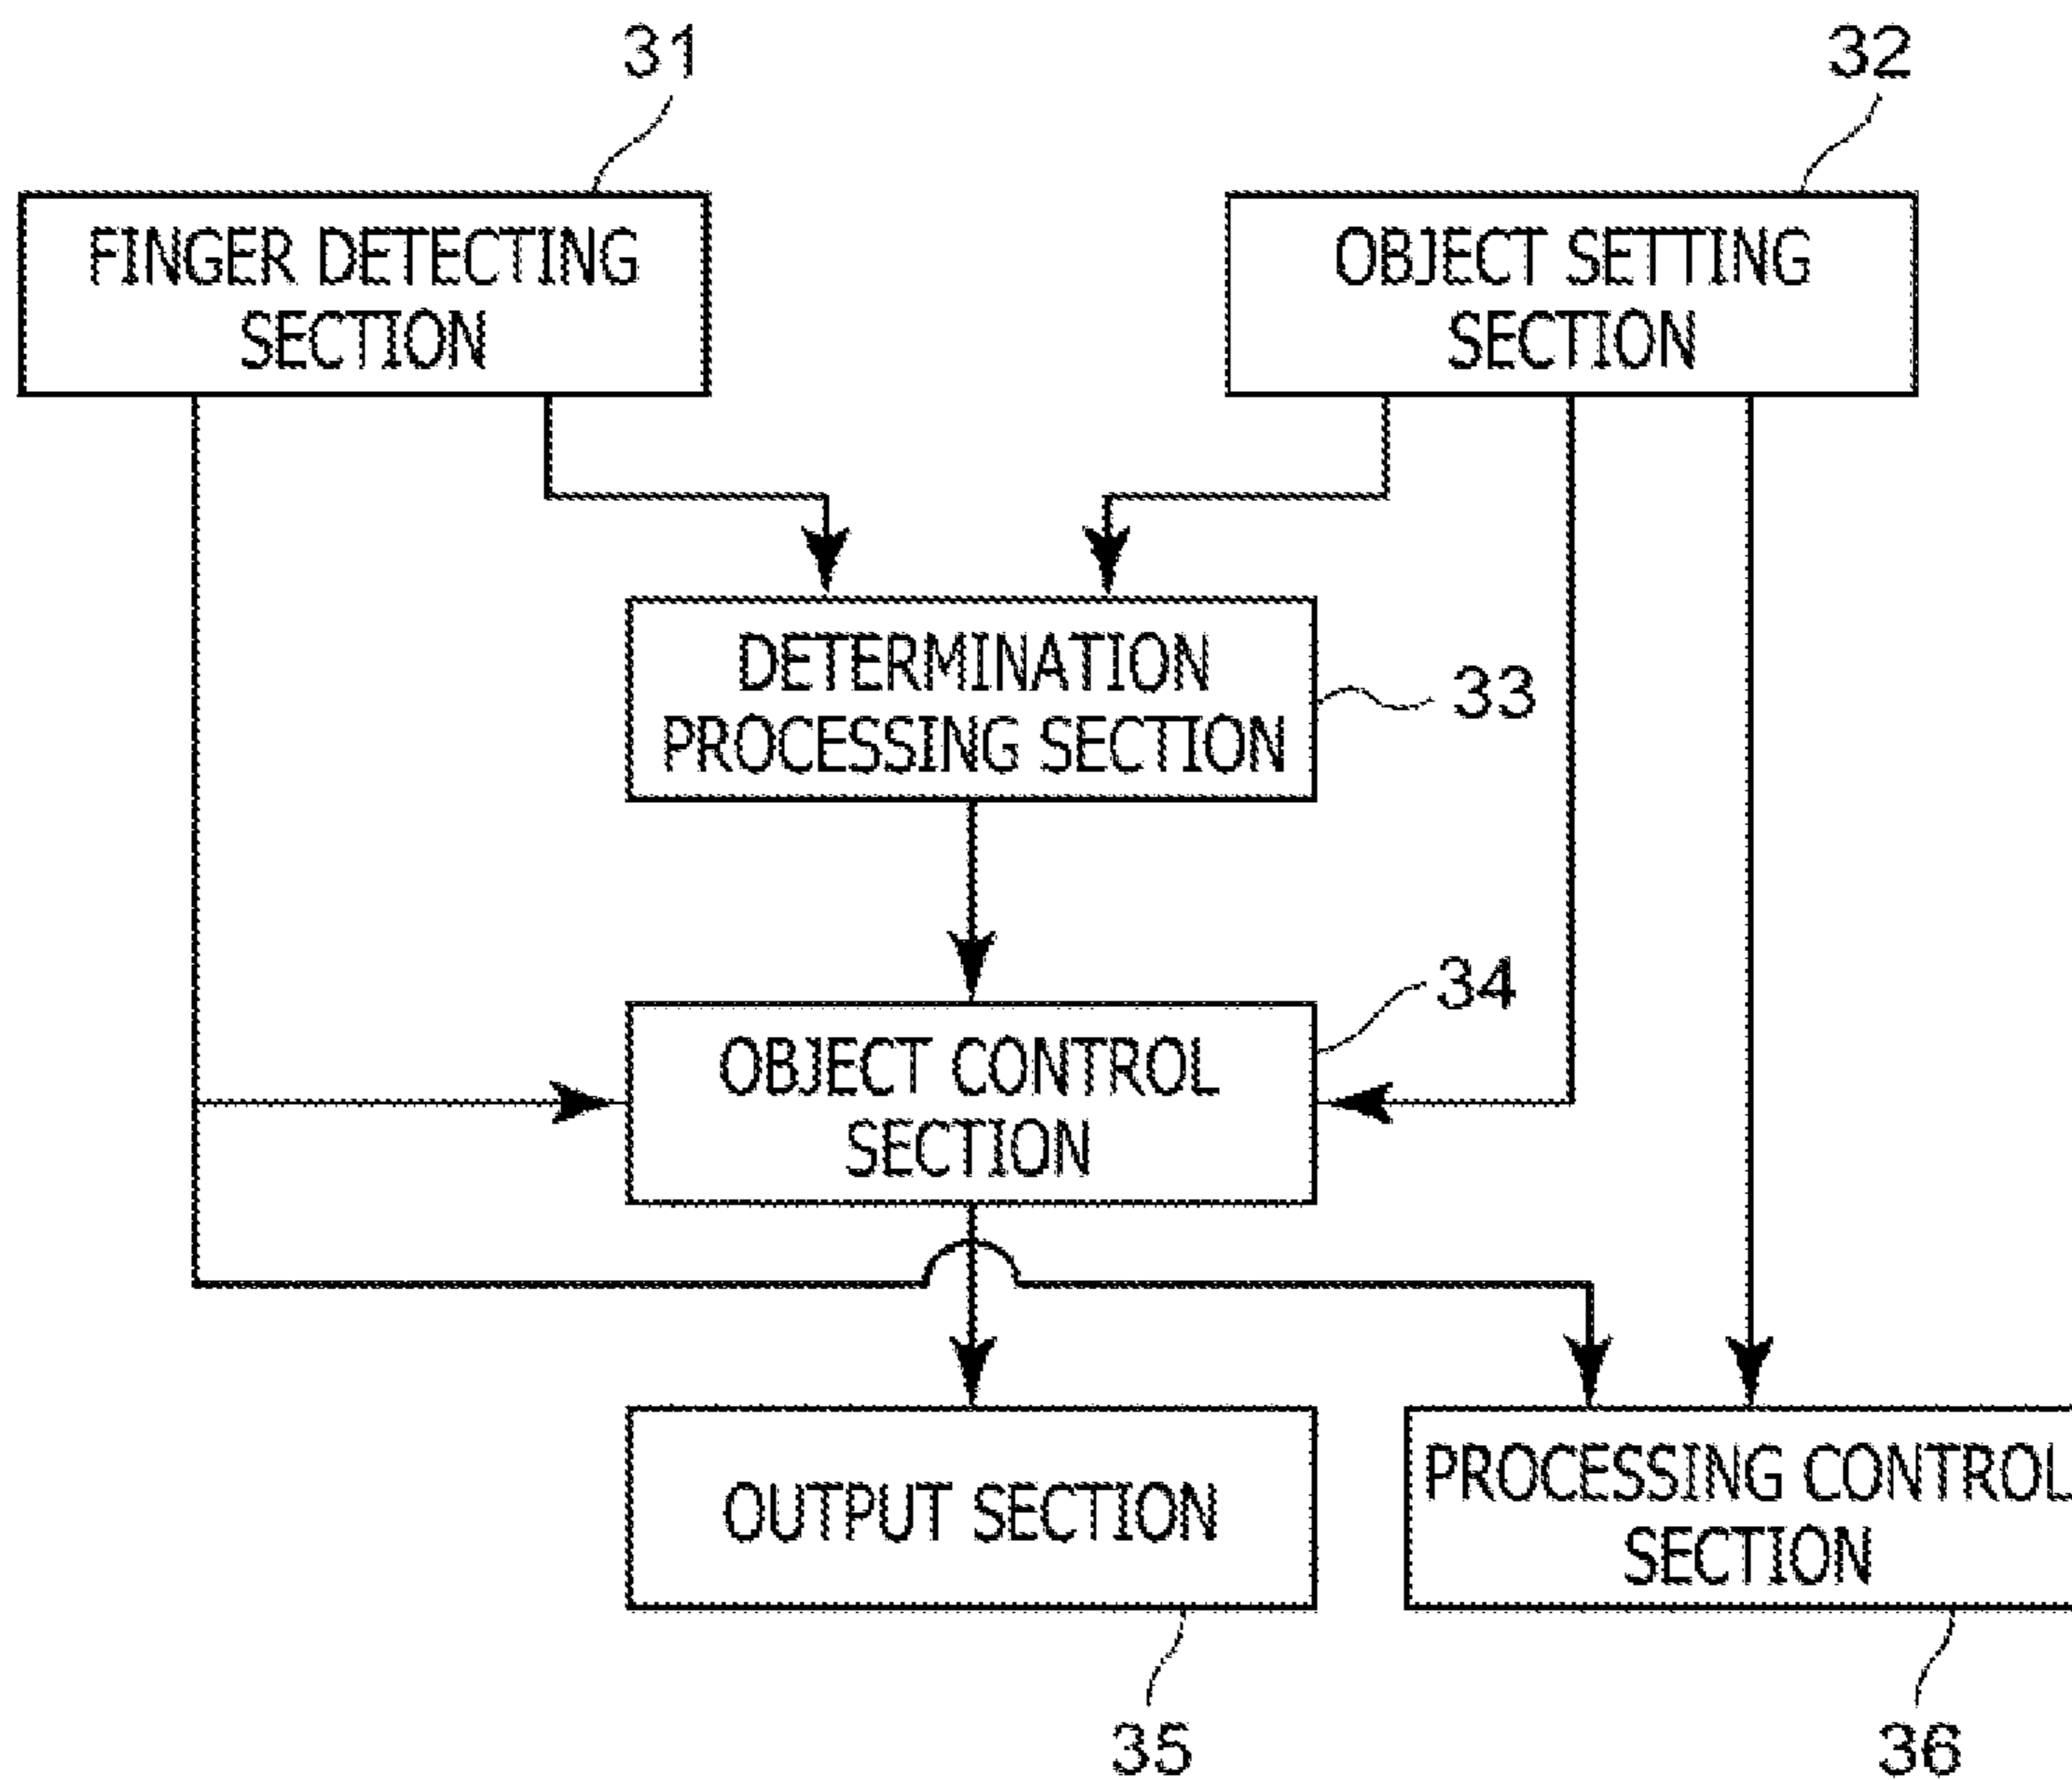 31
32
FINGER DETECTING
SECTION
OBJECT SETTING
SECTION
DETERMINATION
PROCESSING SECTION
33
34
OBJECT CONTROL
SECTION
OUTPUT SECTION
PROCESSING CONTROL
SECTION
35
36